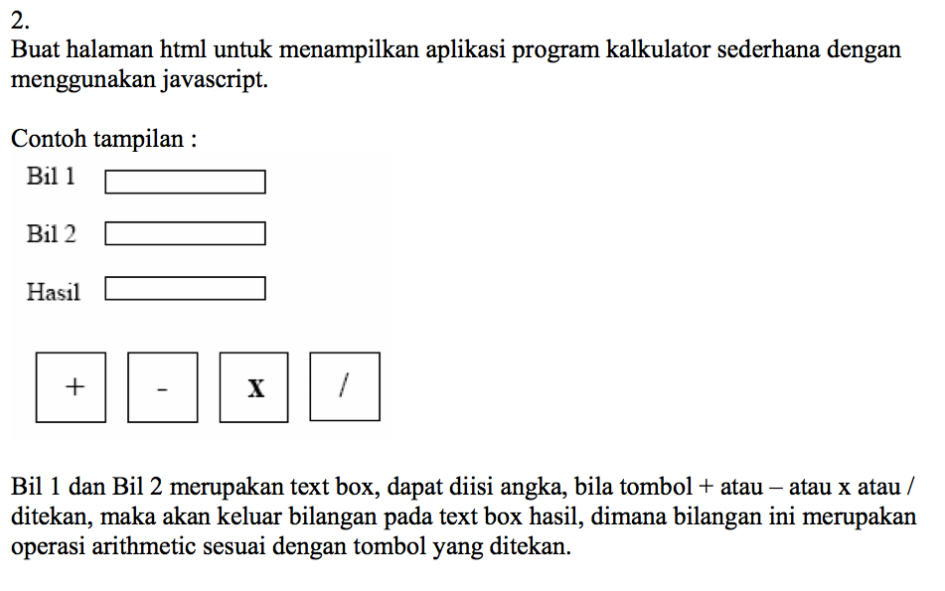 2.
Buat halaman html untuk menampilkan aplikasi program kalkulator sederhana dengan
menggunakan javascript.
Contoh tampilan :
Bil 1
Bil 2
Hasil
+ - x /
Bil 1 dan Bil 2 merupakan text box, dapat diisi angka, bila tombol + atau – atau x atau /
ditekan, maka akan keluar bilangan pada text box hasil, dimana bilangan ini merupakan
operasi arithmetic sesuai dengan tombol yang ditekan.